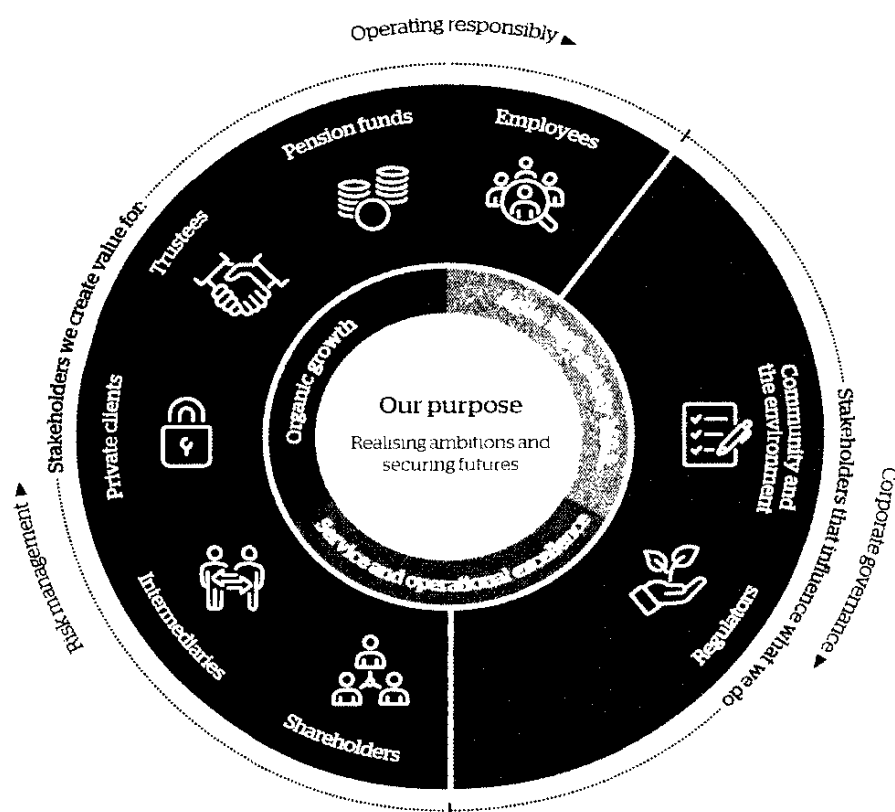 Operating responsibly
Stakeholders we create value for:
Employees
Pension funds
Trustees
Private clients
Intermediaries
Shareholders
Stakeholders that influence what we do
Community and
the environment
Regulators
Corporate governance
Risk management
Organic growth
Service and operational excellence
Our purpose
Realising ambitions and
securing futures